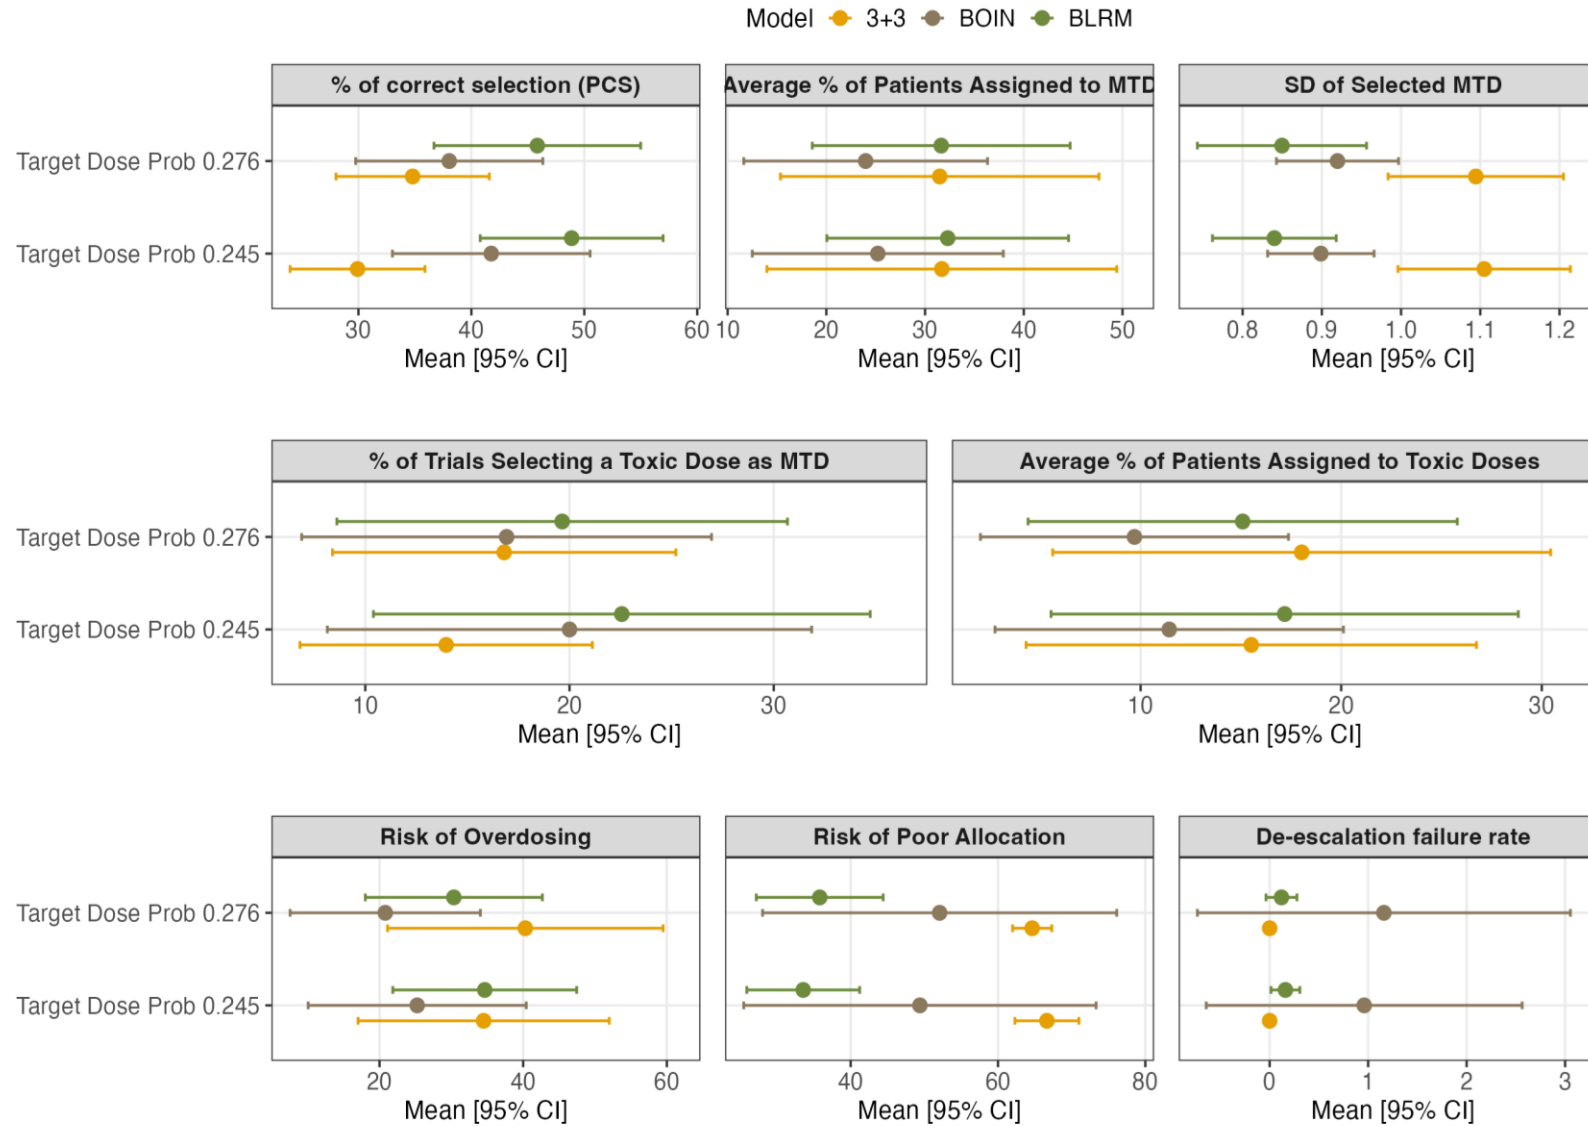 Model 3+3 BOIN BLRM
% of correct selection (PCS)
Average % of Patients Assigned to MTD
SD of Selected MTD
Target Dose Prob 0.276
Target Dose Prob 0.245
30 40 50 60
10 20 30 40 50
0.8 0.9 1.0 1.1 1.2
Mean [95% CI]
Mean [95% CI]
Mean [95% CI]
% of Trials Selecting a Toxic Dose as MTD
Average % of Patients Assigned to Toxic Doses
Target Dose Prob 0.276
Target Dose Prob 0.245
10 20 30
10 20 30
Mean [95% CI]
Mean [95% CI]
Risk of Overdosing
Risk of Poor Allocation
De-escalation failure rate
Target Dose Prob 0.276
Target Dose Prob 0.245
20 40 60
40 60 80
0 1 2 3
Mean [95% CI]
Mean [95% CI]
Mean [95% CI]